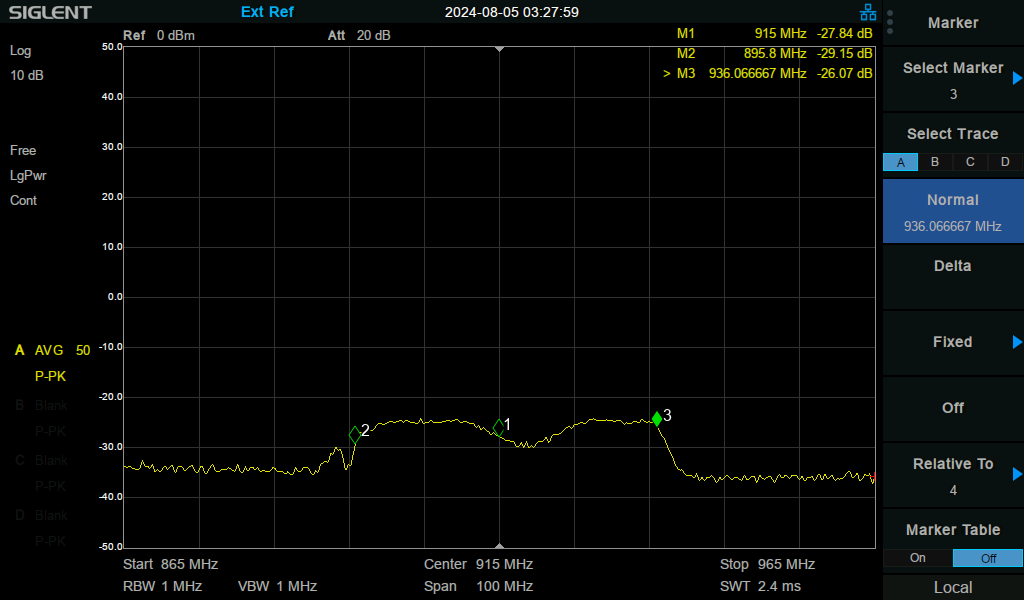 SIGLENT Ext Ref 2024-08-05 03:27:59
Ref 0 dBm Att 20 dB
M1 915 MHz -27.84 dB
M2 895.8 MHz -29.15 dB
> M3 936.066667 MHz -26.07 dB
Log
10 dB
Free
LgPwr
Cont
A AVG 50
P-PK
B Blank
P-PK
C Blank
P-PK
D Blank
P-PK
50.0
40.0
30.0
20.0
10.0
0.0
-10.0
-20.0
-30.0
-40.0
-50.0
2
1
3
Start 865 MHz Center 915 MHz Stop 965 MHz
RBW 1 MHz VBW 1 MHz Span 100 MHz SWT 2.4 ms
Marker
Select Marker
3
Select Trace
A B C D
Normal
936.066667 MHz
Delta
Fixed
Off
Relative To
4
Marker Table
On Off
Local